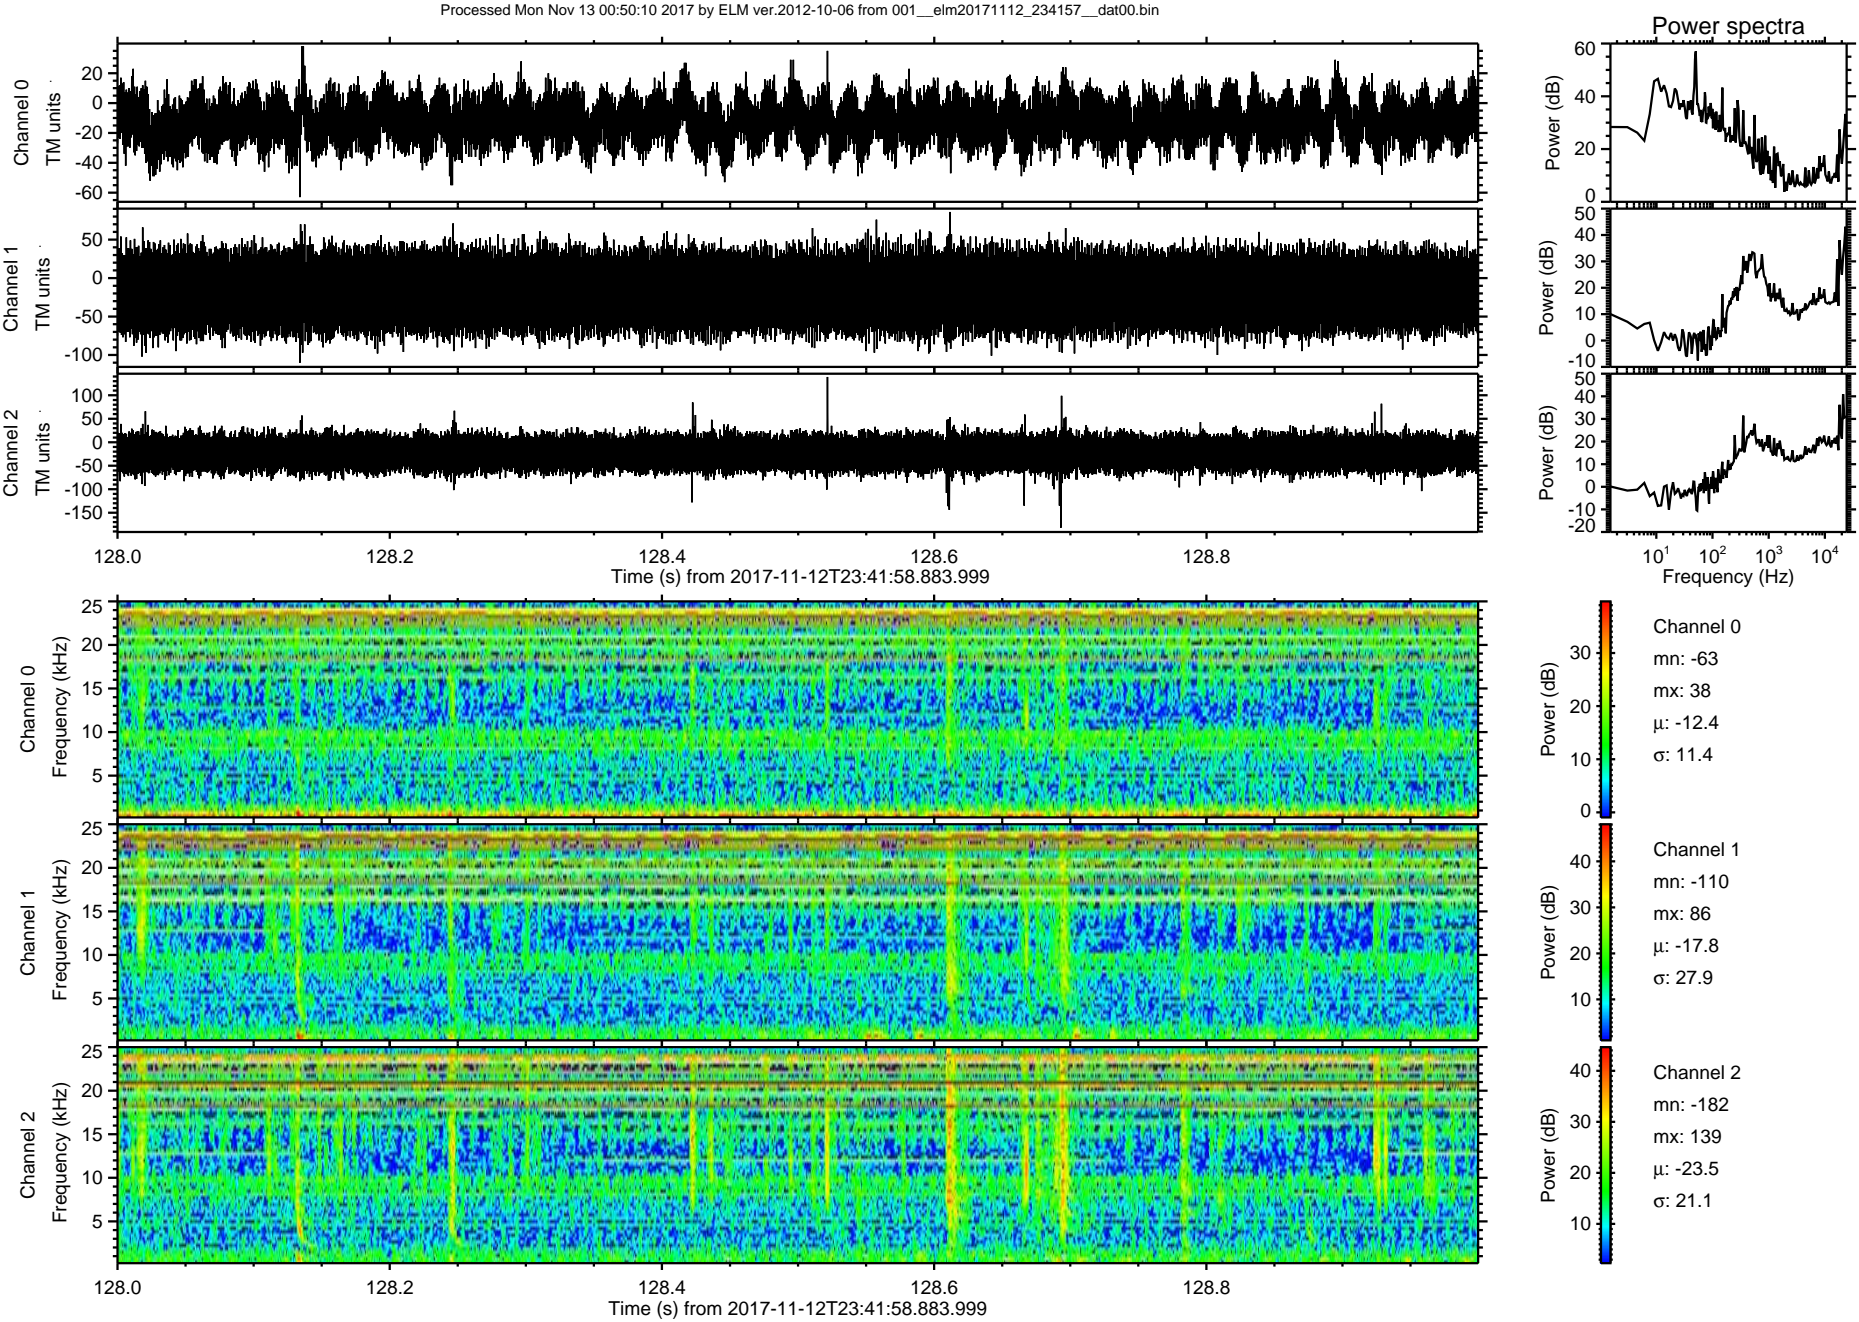 Processed Mon Nov 13 00:50:10 2017 by ELM ver.2012-10-06 from 001__elm20171112_234157__dat00.bin
Power spectra
Channel 0
TM units
20
0
-20
-40
-60
Power (dB)
60
40
20
0
Channel 1
TM units
50
0
-50
-100
Power (dB)
50
40
30
20
10
0
-10
Channel 2
TM units
100
50
0
-50
-100
-150
Power (dB)
50
40
30
20
10
0
-10
-20
128.0 128.2 128.4 128.6 128.8
Time (s) from 2017-11-12T23:41:58.883.999
10^1 10^2 10^3 10^4
Frequency (Hz)
Channel 0
Frequency (kHz)
25
20
15
10
5
Power (dB)
30
20
10
0
Channel 0
mn: -63
mx: 38
μ: -12.4
σ: 11.4
Channel 1
Frequency (kHz)
25
20
15
10
5
Power (dB)
40
30
20
10
Channel 1
mn: -110
mx: 86
μ: -17.8
σ: 27.9
Channel 2
Frequency (kHz)
25
20
15
10
5
Power (dB)
40
30
20
10
Channel 2
mn: -182
mx: 139
μ: -23.5
σ: 21.1
128.0 128.2 128.4 128.6 128.8
Time (s) from 2017-11-12T23:41:58.883.999